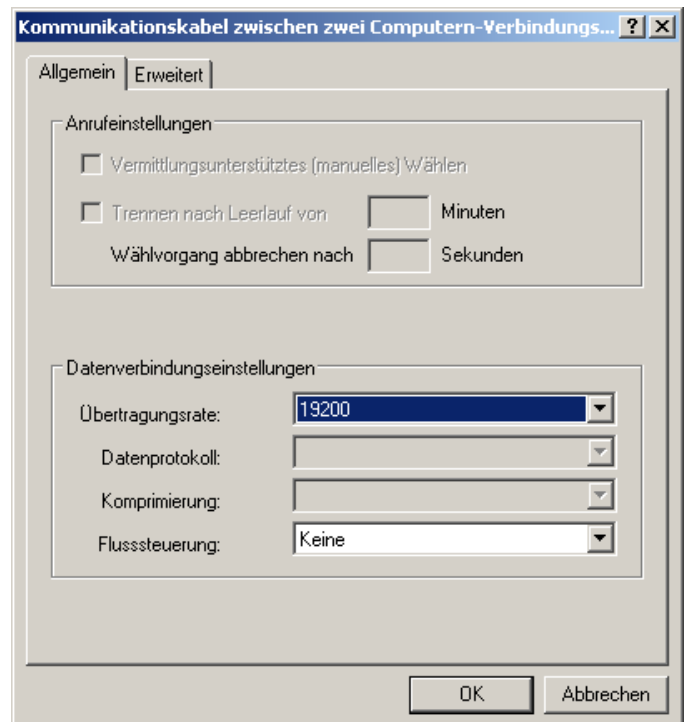 Kommunikationskabel zwischen zwei Computern-Verbindungs...
Allgemein
Erweitert
Anrufeinstellungen
Vermittlungsunterstütztes (manuelles) Wählen
Trennen nach Leerlauf von Minuten
Wählvorgang abbrechen nach Sekunden
Datenverbindungseinstellungen
Übertragungsrate: 19200
Datenprotokoll:
Komprimierung:
Flusssteuerung: Keine
OK Abbrechen